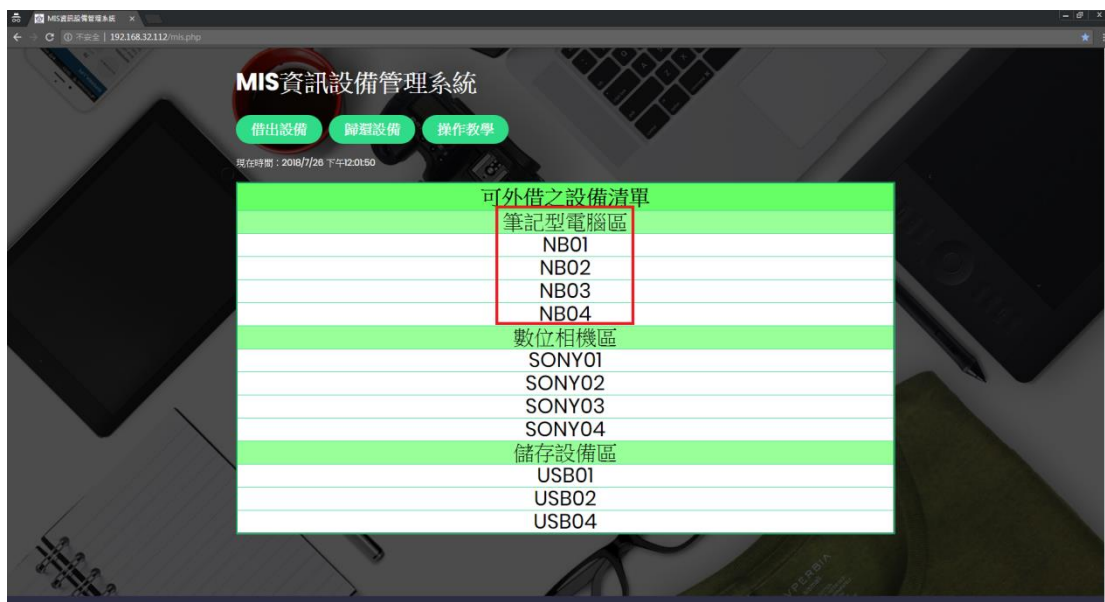 MIS資訊設備管理系統
不安全 | 192.168.32.112/mis.php
MIS資訊設備管理系統
借出設備 歸還設備 操作教學
現在時間：2018/7/26 下午12:01:50
可外借之設備清單
筆記型電腦區
NB01
NB02
NB03
NB04
數位相機區
SONY01
SONY02
SONY03
SONY04
儲存設備區
USB01
USB02
USB04